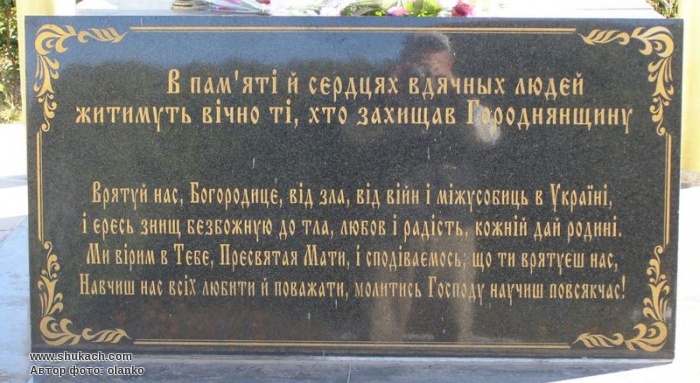 В пам'яті й сердцях вдячных людей
житимуть вічно ті, хто захищав Городнянщину
Врятуй нас, Богородице, від зла, від війн і міжусобиць в Україні,
і єресь знищ безбожную до тла, любов і радість, кожній дай родині.
Ми вірим в Тебе, Пресвятая Мати, і сподіваємось; що ти врятуєш нас,
Навчиш нас всіх любити й поважати, молитись Господу научиш повсякчас!
www.shukach.com
Автор фото: olanko